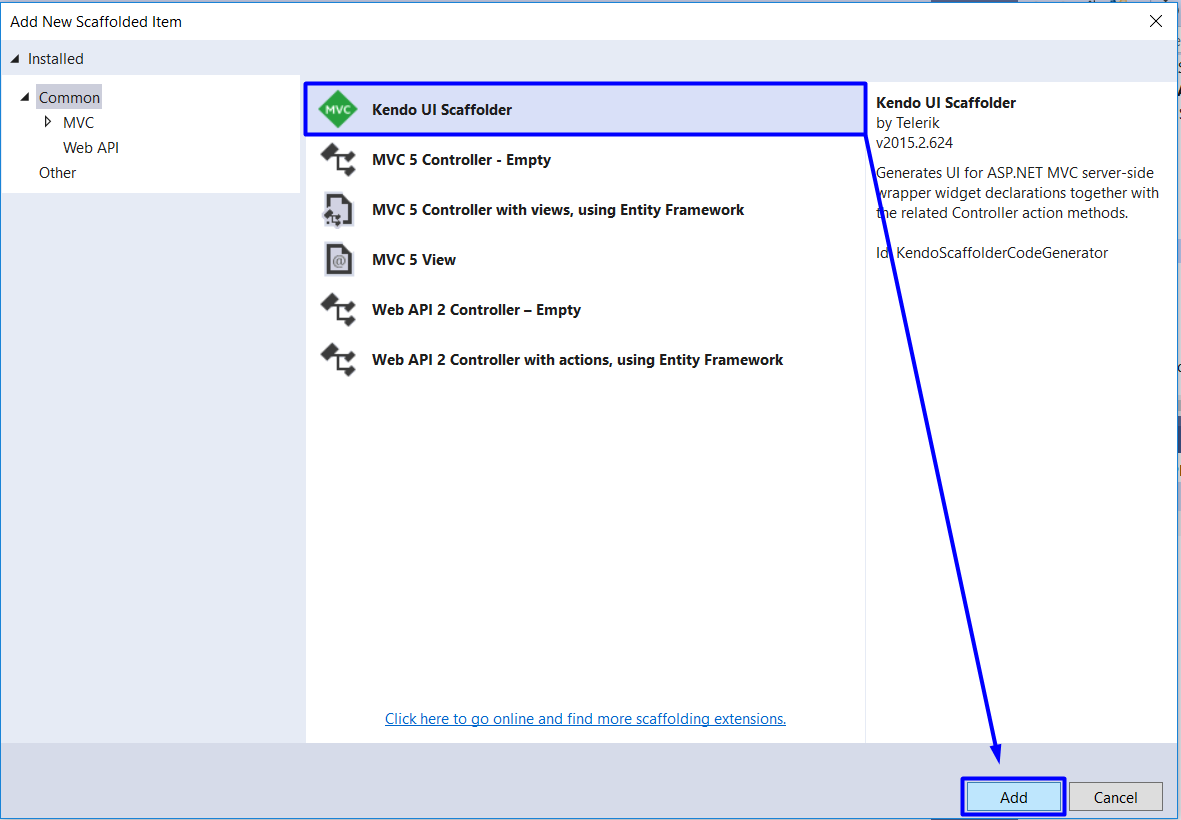 Add New Scaffolded Item
Installed
Common
MVC
Web API
Other
MVC
Kendo UI Scaffolder
MVC 5 Controller - Empty
MVC 5 Controller with views, using Entity Framework
@
MVC 5 View
Web API 2 Controller – Empty
Web API 2 Controller with actions, using Entity Framework
Click here to go online and find more scaffolding extensions.
Kendo UI Scaffolder
by Telerik
v2015.2.624
Generates UI for ASP.NET MVC server-side
wrapper widget declarations together with
the related Controller action methods.
Id: KendoScaffolderCodeGenerator
Add
Cancel